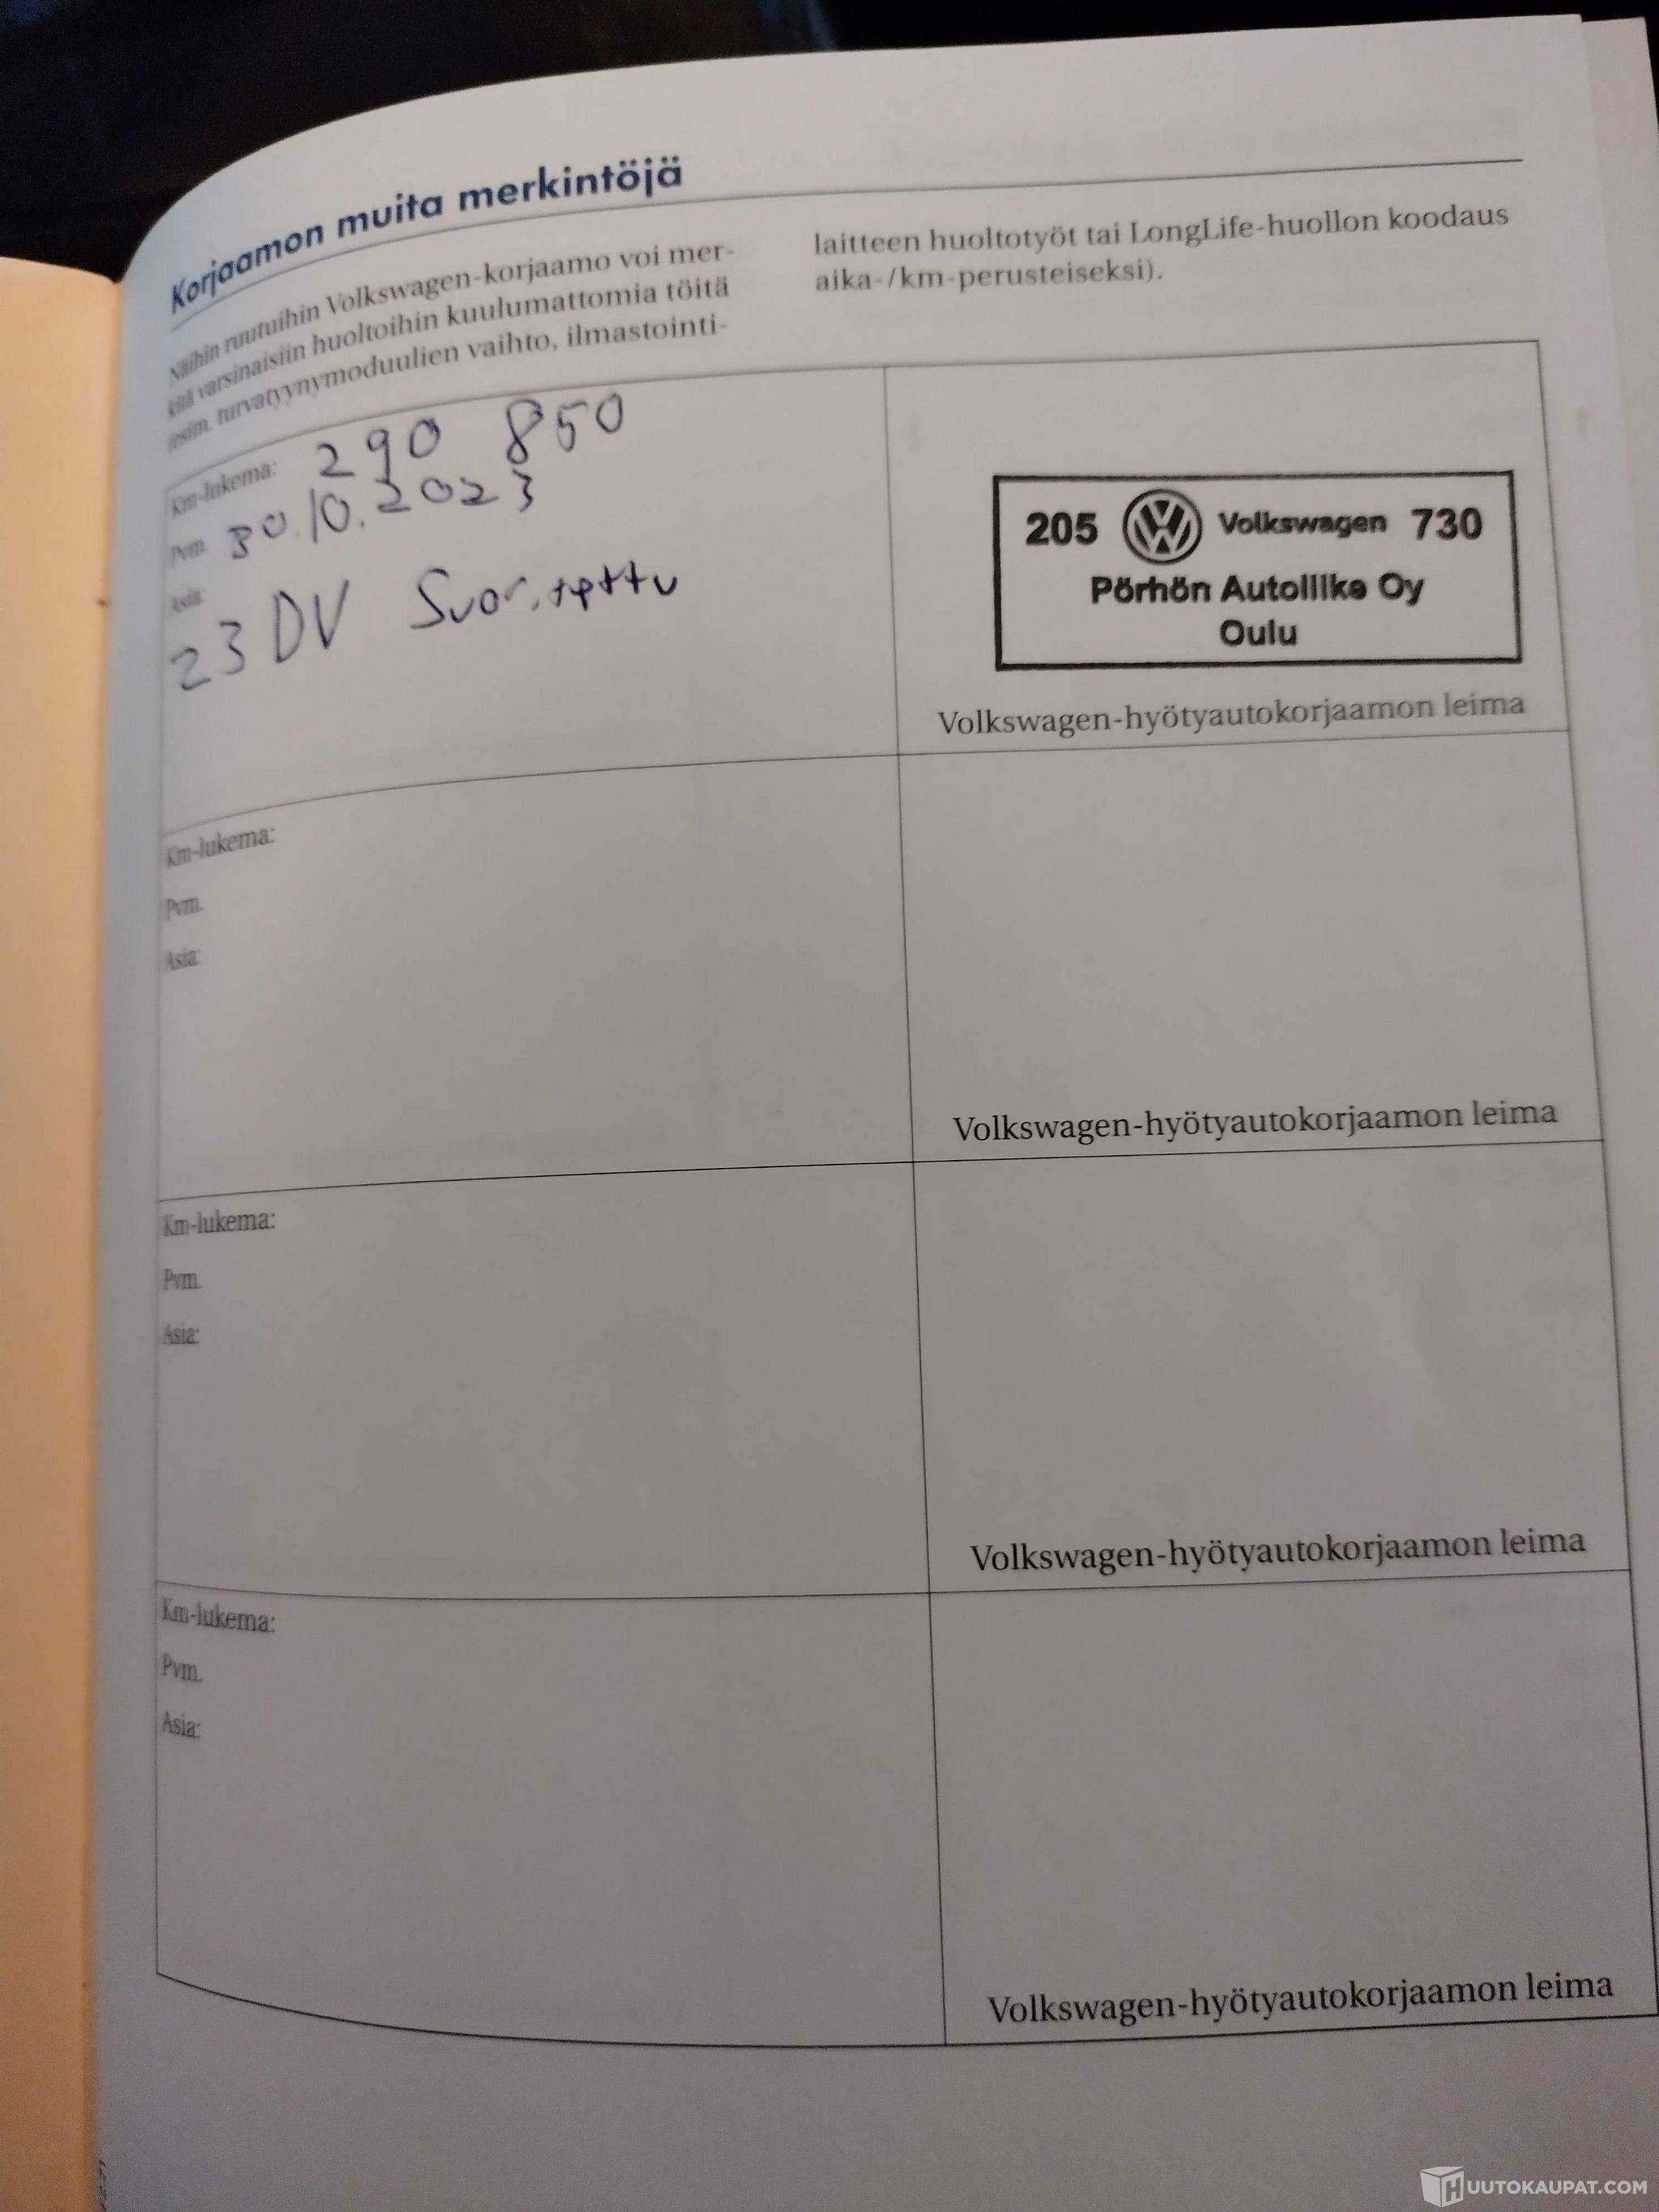 Korjaamon muita merkintöjä
Näihin ruutuihin Volkswagen-korjaamo voi mer-
kitä varsinaisiin huoltoihin kuulumattomia töitä
(esim. turvatyynymoduulien vaihto, ilmastointi-
laitteen huoltotyöt tai LongLife-huollon koodaus
aika-/km-perusteiseksi).
Km-lukema: 290 850
Pvm. 30.10.2023
Asia:
23 DV Suoritettu
205 Volkswagen 730
Pörhön Autoliike Oy
Oulu
Volkswagen-hyötyautokorjaamon leima
Km-lukema:
Pvm.
Asia:
Volkswagen-hyötyautokorjaamon leima
Km-lukema:
Pvm.
Asia:
Volkswagen-hyötyautokorjaamon leima
Km-lukema:
Pvm.
Asia:
Volkswagen-hyötyautokorjaamon leima
HUUTOKAUPAT.COM